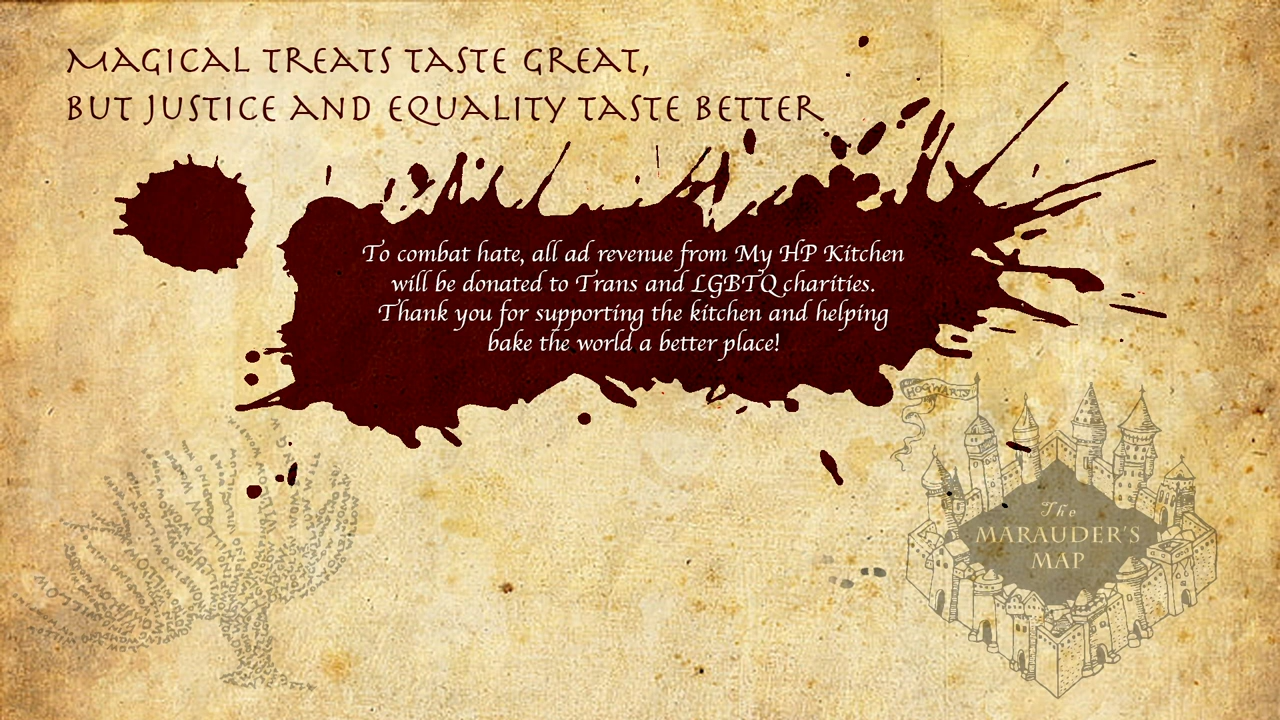 MAGICAL TREATS TASTE GREAT,
BUT JUSTICE AND EQUALITY TASTE BETTER
To combat hate, all ad revenue from My HP Kitchen
will be donated to Trans and LGBTQ charities.
Thank you for supporting the kitchen and helping
bake the world a better place!
HOGWARTS
The
MARAUDER'S
MAP